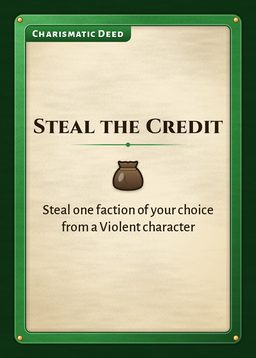 Charismatic Deed
Steal the Credit
Steal one faction of your choice
from a Violent character